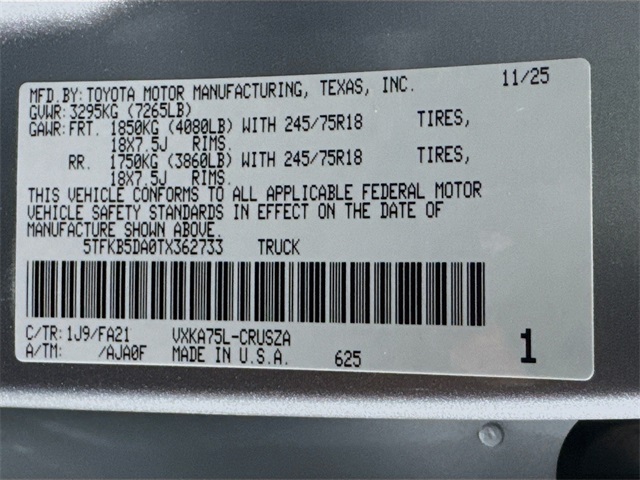 MFD.BY: TOYOTA MOTOR MANUFACTURING, TEXAS, INC. 11/25
GVWR: 3295KG (7265LB)
GAWR: FRT. 1850KG (4080LB) WITH 245/75R18 TIRES,
18X7.5J RIMS.
RR. 1750KG (3860LB) WITH 245/75R18 TIRES,
18X7.5J RIMS.
THIS VEHICLE CONFORMS TO ALL APPLICABLE FEDERAL MOTOR
VEHICLE SAFETY STANDARDS IN EFFECT ON THE DATE OF
MANUFACTURE SHOWN ABOVE.
5TFKB5DA0TX362733 TRUCK
C/TR: 1J9/FA21 VXKA75L-CRUSZA
A/TM: /AJA0F MADE IN U.S.A. 625 1